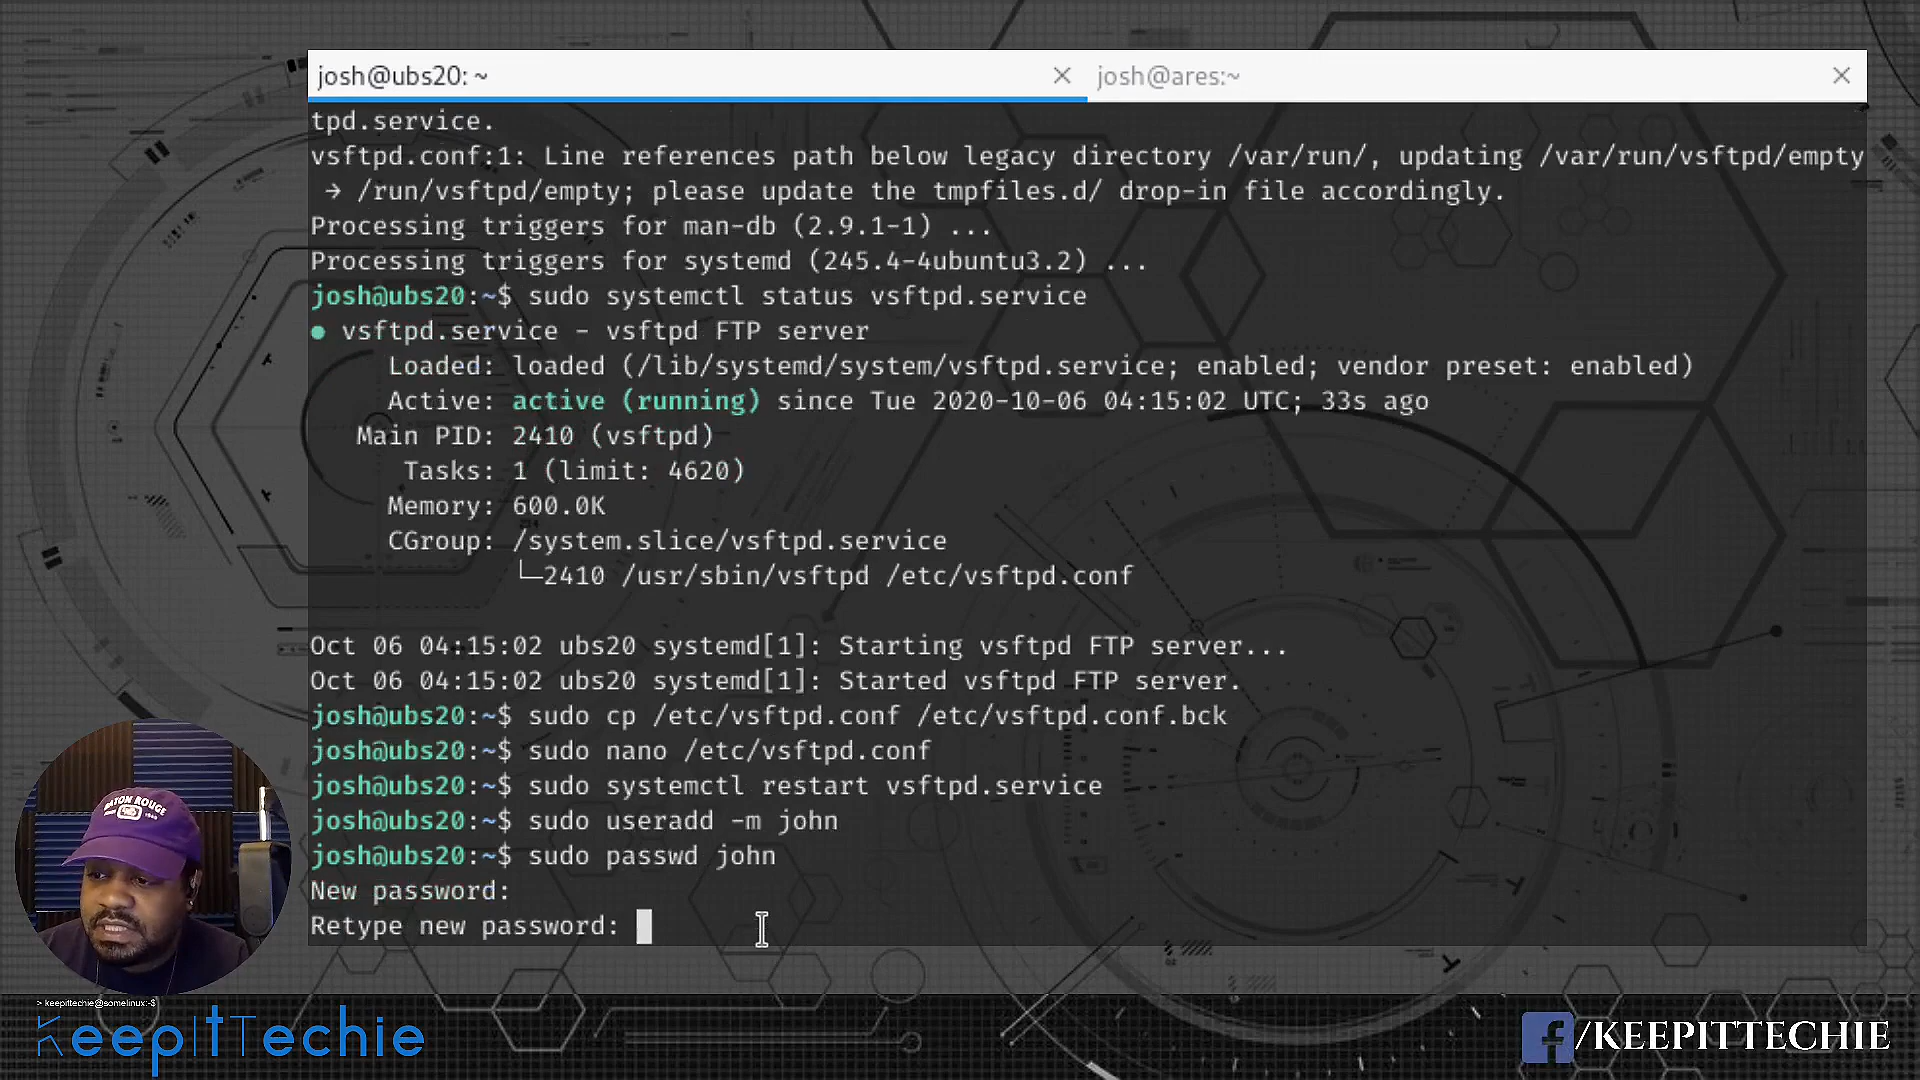 josh@ubs20: ~
josh@ares:~
tpd.service.
vsftpd.conf:1: Line references path below legacy directory /var/run/, updating /var/run/vsftpd/empty
→ /run/vsftpd/empty; please update the tmpfiles.d/ drop-in file accordingly.
Processing triggers for man-db (2.9.1-1) ...
Processing triggers for systemd (245.4-4ubuntu3.2) ...
josh@ubs20:~$ sudo systemctl status vsftpd.service
● vsftpd.service - vsftpd FTP server
Loaded: loaded (/lib/systemd/system/vsftpd.service; enabled; vendor preset: enabled)
Active: active (running) since Tue 2020-10-06 04:15:02 UTC; 33s ago
Main PID: 2410 (vsftpd)
Tasks: 1 (limit: 4620)
Memory: 600.0K
CGroup: /system.slice/vsftpd.service
└─2410 /usr/sbin/vsftpd /etc/vsftpd.conf
Oct 06 04:15:02 ubs20 systemd[1]: Starting vsftpd FTP server...
Oct 06 04:15:02 ubs20 systemd[1]: Started vsftpd FTP server.
josh@ubs20:~$ sudo cp /etc/vsftpd.conf /etc/vsftpd.conf.bck
josh@ubs20:~$ sudo nano /etc/vsftpd.conf
josh@ubs20:~$ sudo systemctl restart vsftpd.service
josh@ubs20:~$ sudo useradd -m john
josh@ubs20:~$ sudo passwd john
New password:
Retype new password:
BATON ROUGE
> keepittechie@somelinux:-$
KeepItTechie
f/KEEPITTECHIE